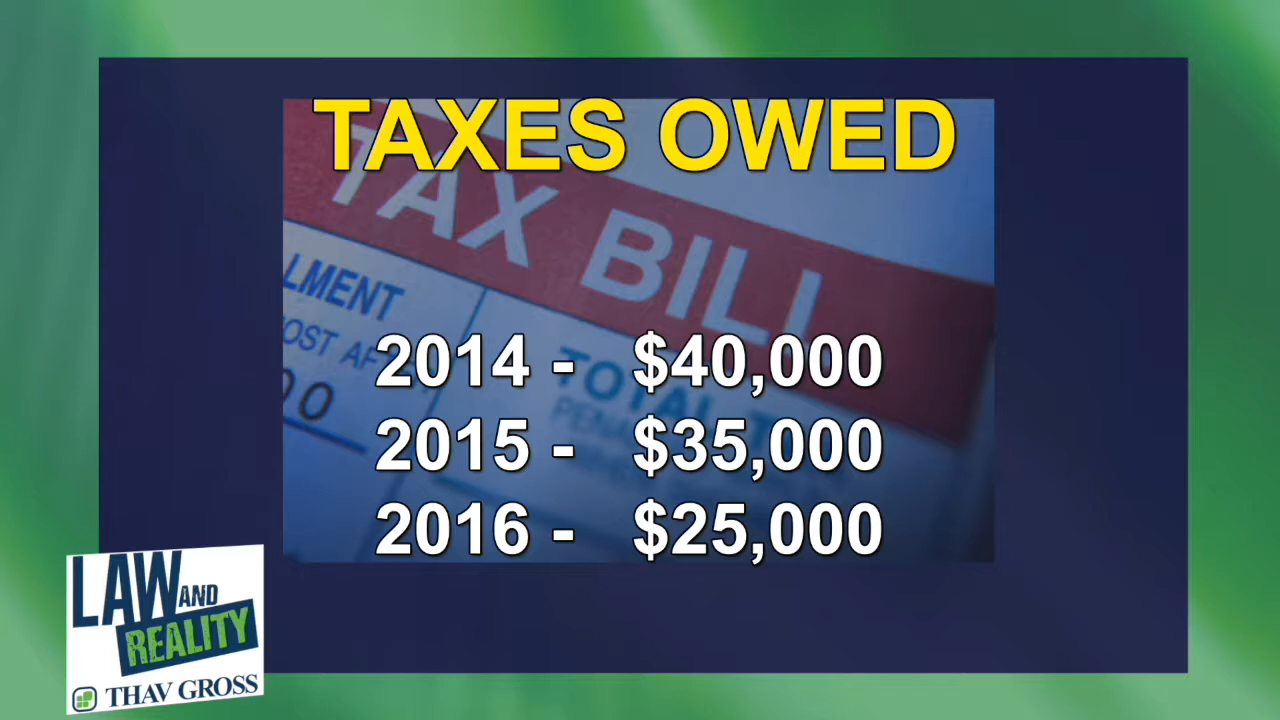 TAXES OWED
TAX BILL
LMENT
2014 - $40,000
2015 - $35,000
2016 - $25,000
LAW AND
REALITY
THAV GROSS